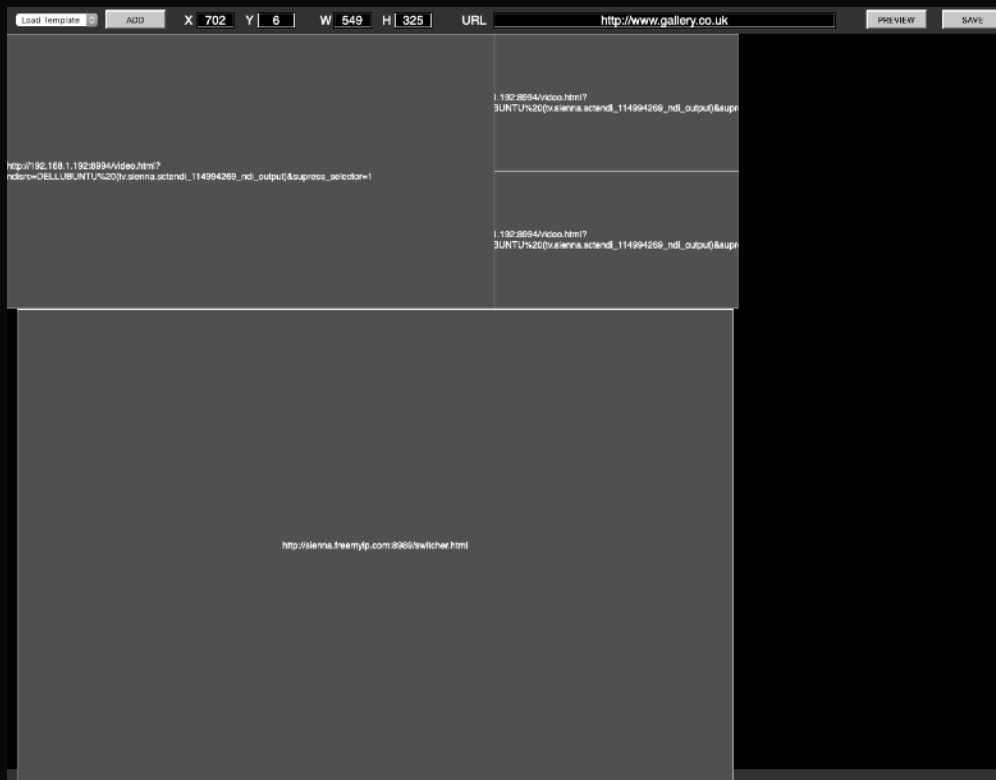 Load Template ADD X 702 Y 6 W 549 H 325 URL http://www.gallery.co.uk PREVIEW SAVE
1.192:8994/video.html?
BUNTU%20(tv.sienna.sctendi_114994269_ndi_output)&supr
http://192.168.1.192:8994/video.html?
ndisrc=DELLUBUNTU%20(tv.sienna.sctendi_114994269_ndi_output)&supress_selector=1
1.192:8994/video.html?
BUNTU%20(tv.sienna.sctendi_114994269_ndi_output)&supr
http://sienna.freemyip.com:8989/switcher.html